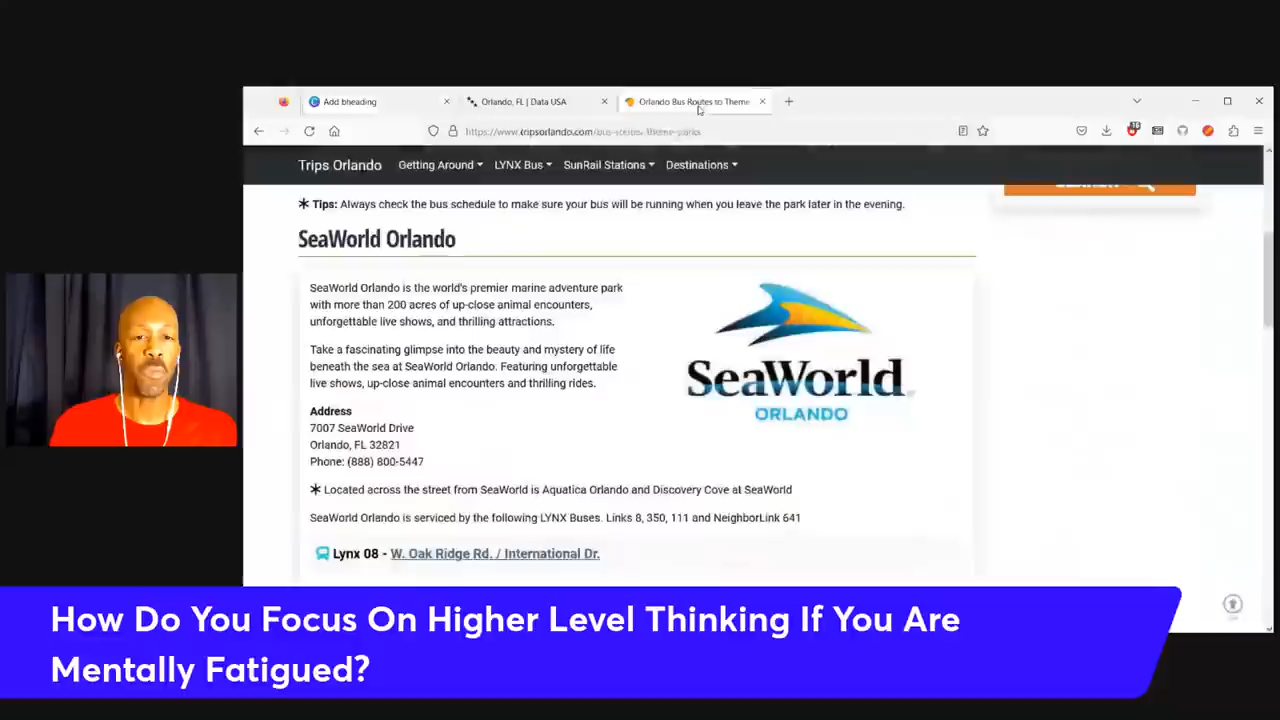 Add bheading
Orlando, FL | Data USA
Orlando Bus Routes to Theme
https://www.tripsorlando.com/bus-routes-theme-parks
Trips Orlando
Getting Around
LYNX Bus
SunRail Stations
Destinations
Tips: Always check the bus schedule to make sure your bus will be running when you leave the park later in the evening.
SeaWorld Orlando
SeaWorld Orlando is the world's premier marine adventure park
with more than 200 acres of up-close animal encounters,
unforgettable live shows, and thrilling attractions.
Take a fascinating glimpse into the beauty and mystery of life
beneath the sea at SeaWorld Orlando. Featuring unforgettable
live shows, up-close animal encounters and thrilling rides.
SeaWorld
ORLANDO
Address
7007 SeaWorld Drive
Orlando, FL 32821
Phone: (888) 800-5447
Located across the street from SeaWorld is Aquatica Orlando and Discovery Cove at SeaWorld
SeaWorld Orlando is serviced by the following LYNX Buses. Links 8, 350, 111 and NeighborLink 641
Lynx 08 - W. Oak Ridge Rd. / International Dr.
How Do You Focus On Higher Level Thinking If You Are
Mentally Fatigued?